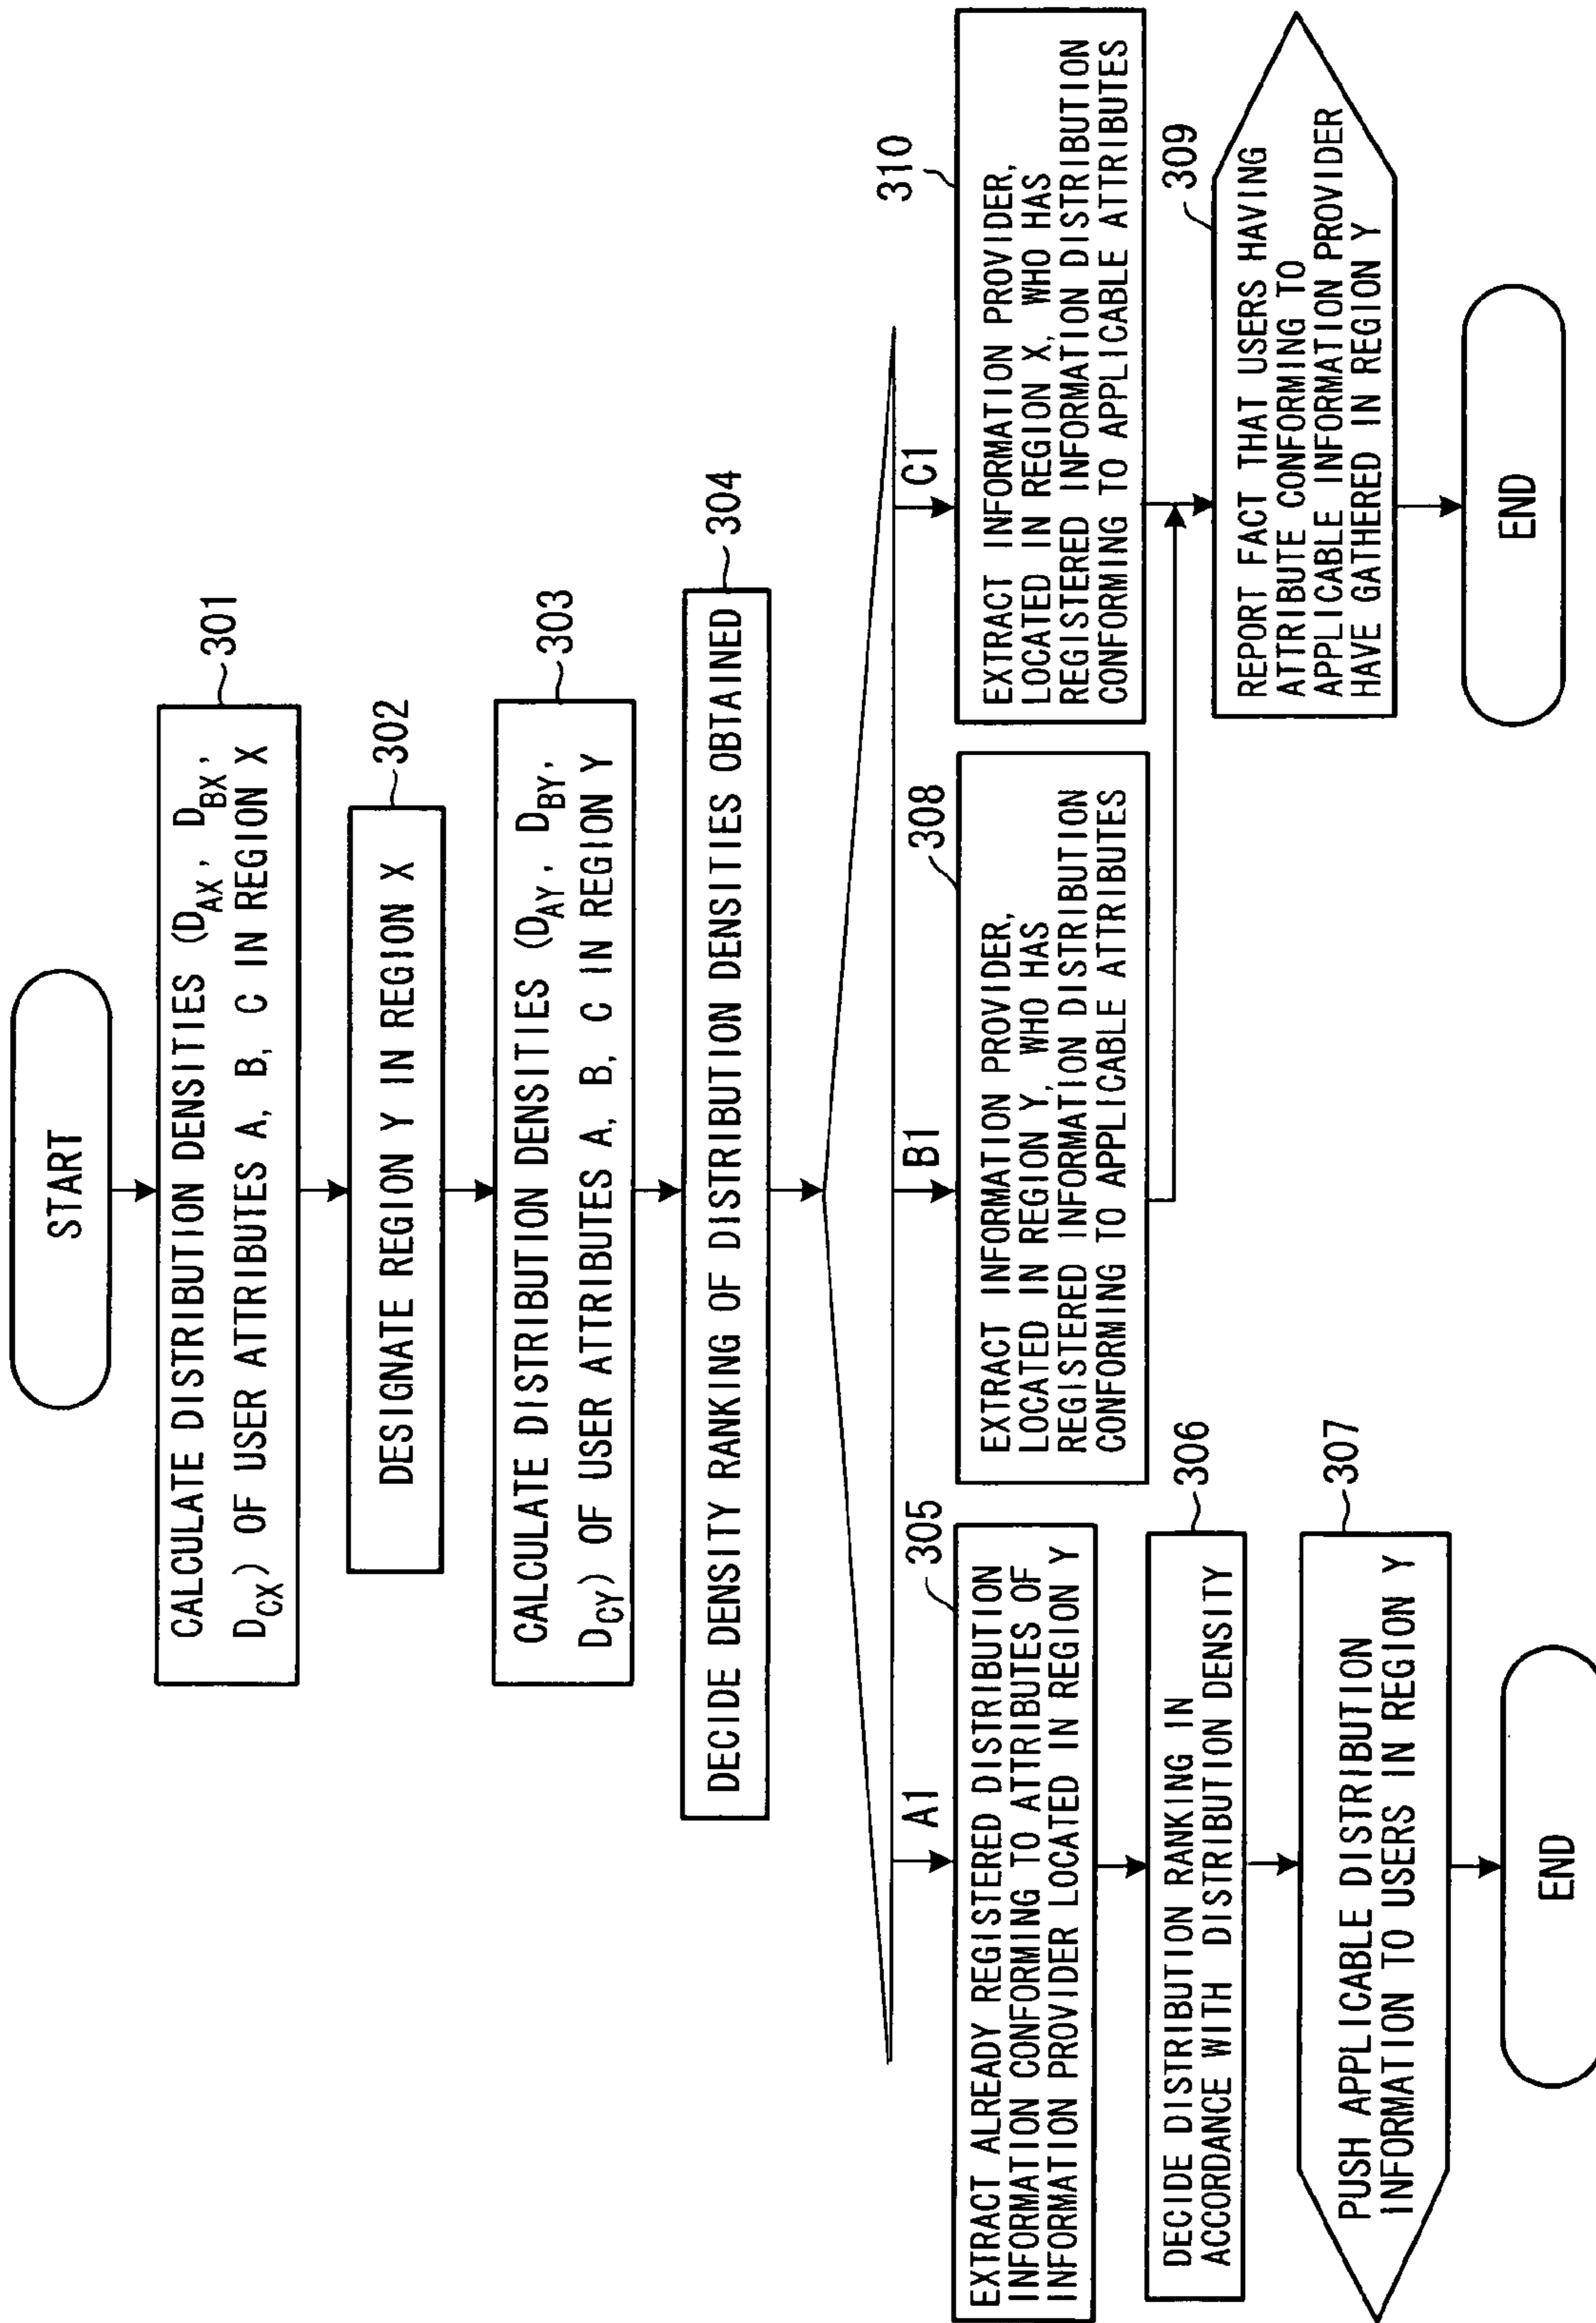 START
301
CALCULATE DISTRIBUTION DENSITIES (DAX, DBX,
DCX) OF USER ATTRIBUTES A, B, C IN REGION X
302
DESIGNATE REGION Y IN REGION X
303
CALCULATE DISTRIBUTION DENSITIES (DAY, DBY,
DCY) OF USER ATTRIBUTES A, B, C IN REGION Y
304
DECIDE DENSITY RANKING OF DISTRIBUTION DENSITIES OBTAINED
A1
305
EXTRACT ALREADY REGISTERED DISTRIBUTION
INFORMATION CONFORMING TO ATTRIBUTES OF
INFORMATION PROVIDER LOCATED IN REGION Y
306
DECIDE DISTRIBUTION RANKING IN
ACCORDANCE WITH DISTRIBUTION DENSITY
307
PUSH APPLICABLE DISTRIBUTION
INFORMATION TO USERS IN REGION Y
END
B1
308
EXTRACT INFORMATION PROVIDER,
LOCATED IN REGION Y, WHO HAS
REGISTERED INFORMATION DISTRIBUTION
CONFORMING TO APPLICABLE ATTRIBUTES
C1
310
EXTRACT INFORMATION PROVIDER,
LOCATED IN REGION X, WHO HAS
REGISTERED INFORMATION DISTRIBUTION
CONFORMING TO APPLICABLE ATTRIBUTES
309
REPORT FACT THAT USERS HAVING
ATTRIBUTE CONFORMING TO
APPLICABLE INFORMATION PROVIDER
HAVE GATHERED IN REGION Y
END